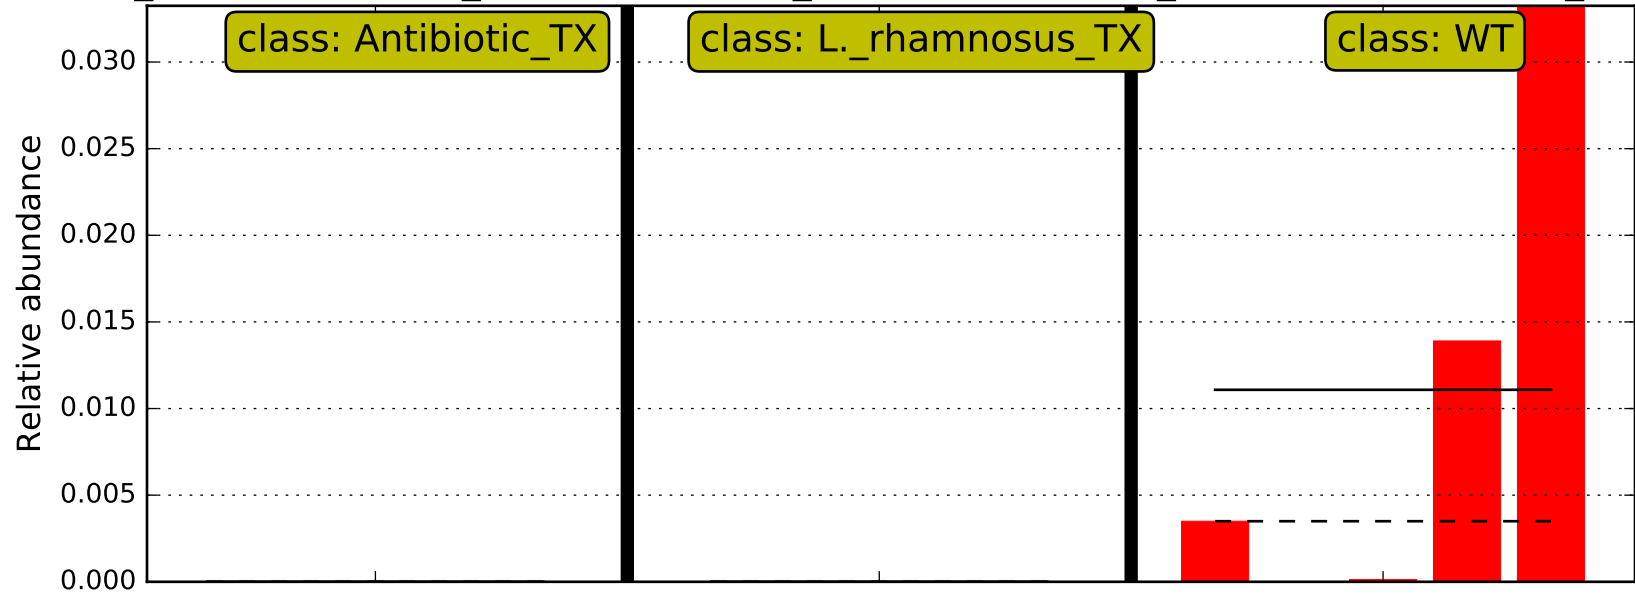 class: Antibiotic_TX
class: L._rhamnosus_TX
class: WT
Relative abundance
0.030
0.025
0.020
0.015
0.010
0.005
0.000